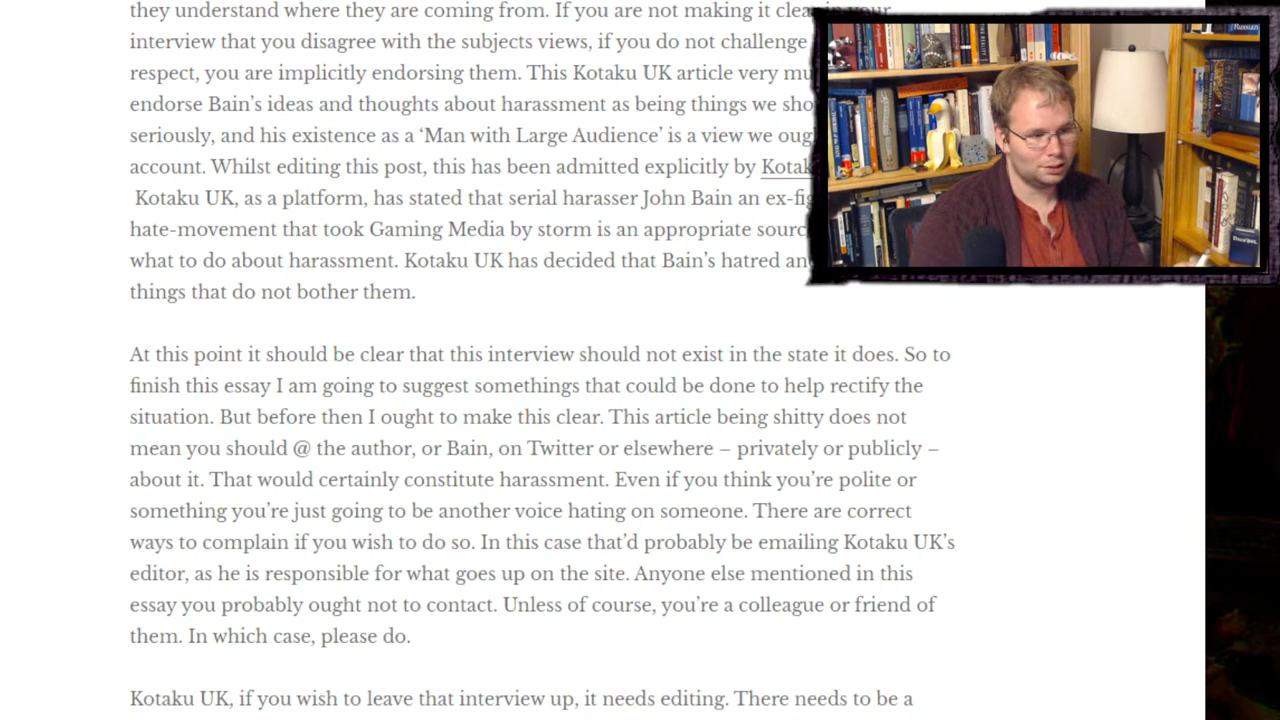 they understand where they are coming from. If you are not making it clear in your
interview that you disagree with the subjects views, if you do not challenge
respect, you are implicitly endorsing them. This Kotaku UK article very
endorse Bain's ideas and thoughts about harassment as being things we
seriously, and his existence as a 'Man with Large Audience' is a view we
account. Whilst editing this post, this has been admitted explicitly by
Kotaku UK, as a platform, has stated that serial harasser John Bain an
hate-movement that took Gaming Media by storm is an appropriate
what to do about harassment. Kotaku UK has decided that Bain's hatred
things that do not bother them.
At this point it should be clear that this interview should not exist in the state it does. So to
finish this essay I am going to suggest somethings that could be done to help rectify the
situation. But before then I ought to make this clear. This article being shitty does not
mean you should @ the author, or Bain, on Twitter or elsewhere – privately or publicly –
about it. That would certainly constitute harassment. Even if you think you're polite or
something you're just going to be another voice hating on someone. There are correct
ways to complain if you wish to do so. In this case that'd probably be emailing Kotaku UK's
editor, as he is responsible for what goes up on the site. Anyone else mentioned in this
essay you probably ought not to contact. Unless of course, you're a colleague or friend of
them. In which case, please do.
Kotaku UK, if you wish to leave that interview up, it needs editing. There needs to be a
Russian